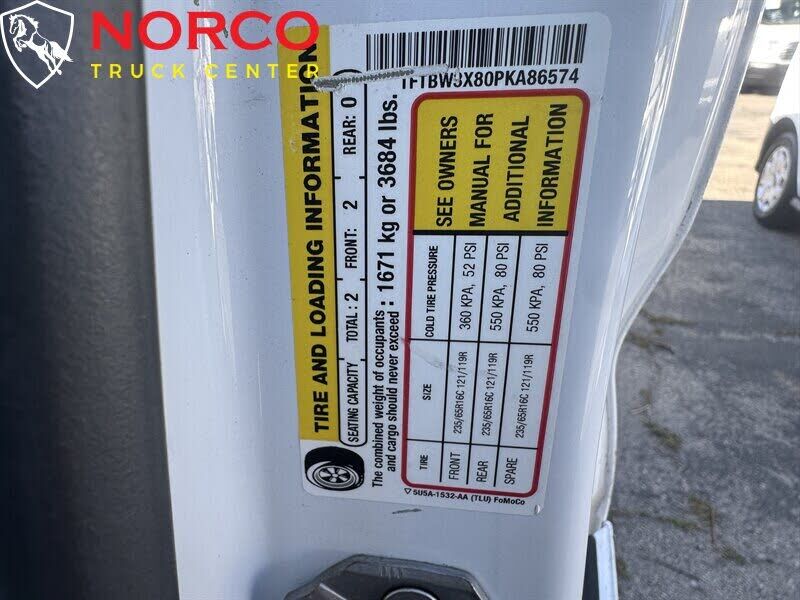 NORCO
TRUCK CENTER
1FTBW9X80PKA86574
TIRE AND LOADING INFORMATION
SEATING CAPACITY TOTAL : 2 FRONT: 2 REAR: 0
The combined weight of occupants
and cargo should never exceed : 1671 kg or 3684 lbs.
TIRE SIZE COLD TIRE PRESSURE
FRONT 235/65R16C 121/119R 360 KPA, 52 PSI
REAR 235/65R16C 121/119R 550 KPA, 80 PSI
SPARE 235/65R16C 121/119R 550 KPA, 80 PSI
SEE OWNERS
MANUAL FOR
ADDITIONAL
INFORMATION
5U5A-1532-AA (TLU) FoMoCo